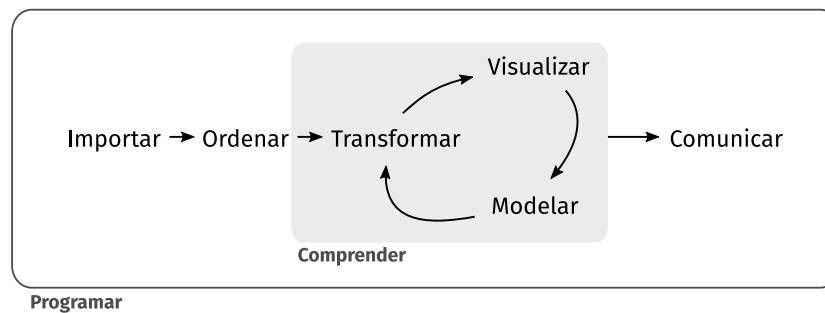 Visualizar
Importar Ordenar Transformar Comunicar
Modelar
Comprender
Programar